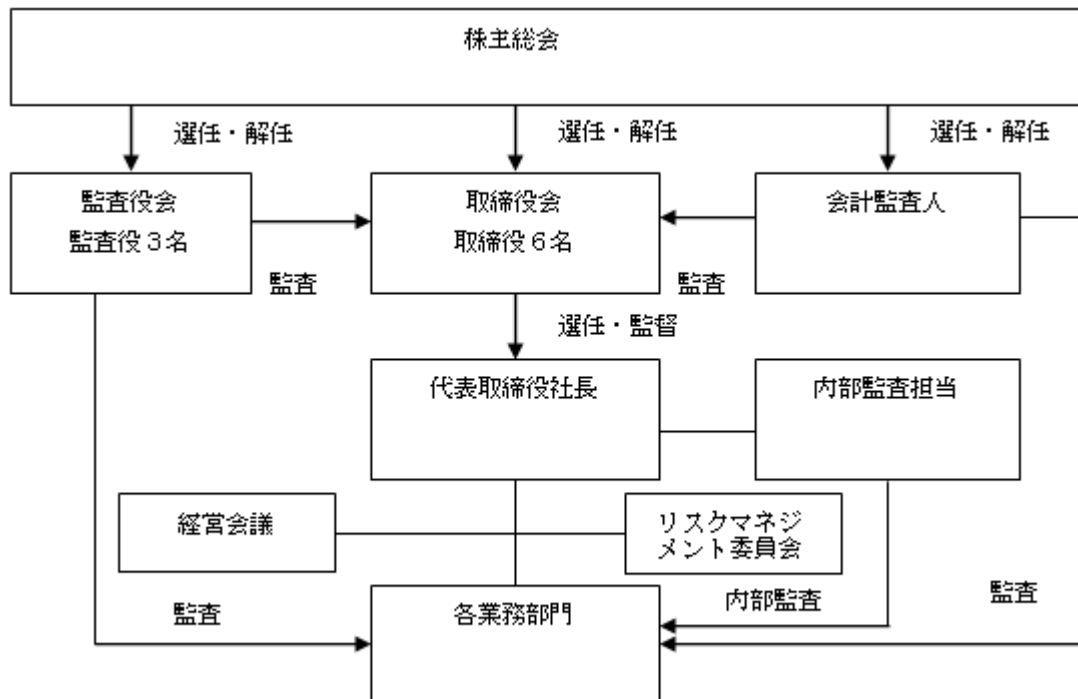 株主総会
選任・解任
選任・解任
選任・解任
監査役会
監査役３名
取締役会
取締役６名
会計監査人
監査
監査
選任・監督
代表取締役社長
内部監査担当
経営会議
リスクマネジ
メント委員会
監査
各業務部門
内部監査
監査